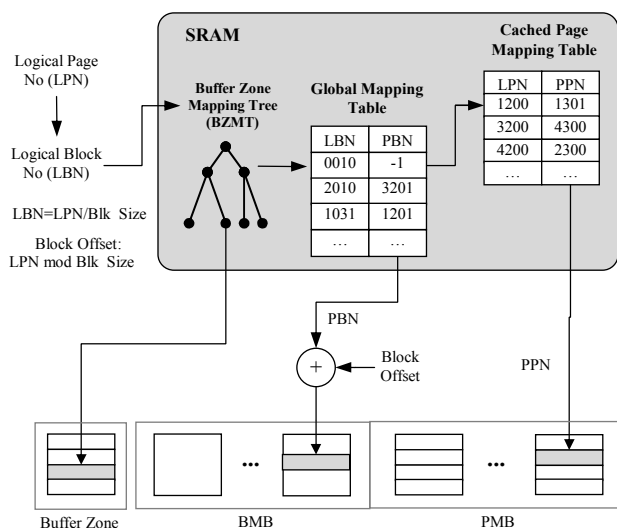 SRAM
Cached Page
Mapping Table
Logical Page
No (LPN)
Buffer Zone
Mapping Tree
(BZMT)
Global Mapping
Table
LPN PPN
1200 1301
3200 4300
4200 2300
… …
LBN PBN
0010 -1
2010 3201
1031 1201
… …
Logical Block
No (LBN)
LBN=LPN/Blk Size
Block Offset:
LPN mod Blk Size
PBN
+
Block
Offset
PPN
...
...
Buffer Zone
BMB
PMB